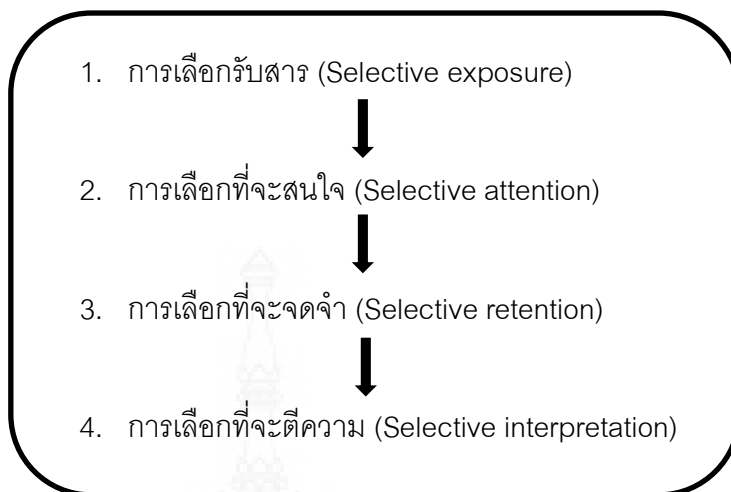 1. การเลือกรับสาร (Selective exposure)
2. การเลือกที่จะสนใจ (Selective attention)
3. การเลือกที่จะจดจำ (Selective retention)
4. การเลือกที่จะตีความ (Selective interpretation)